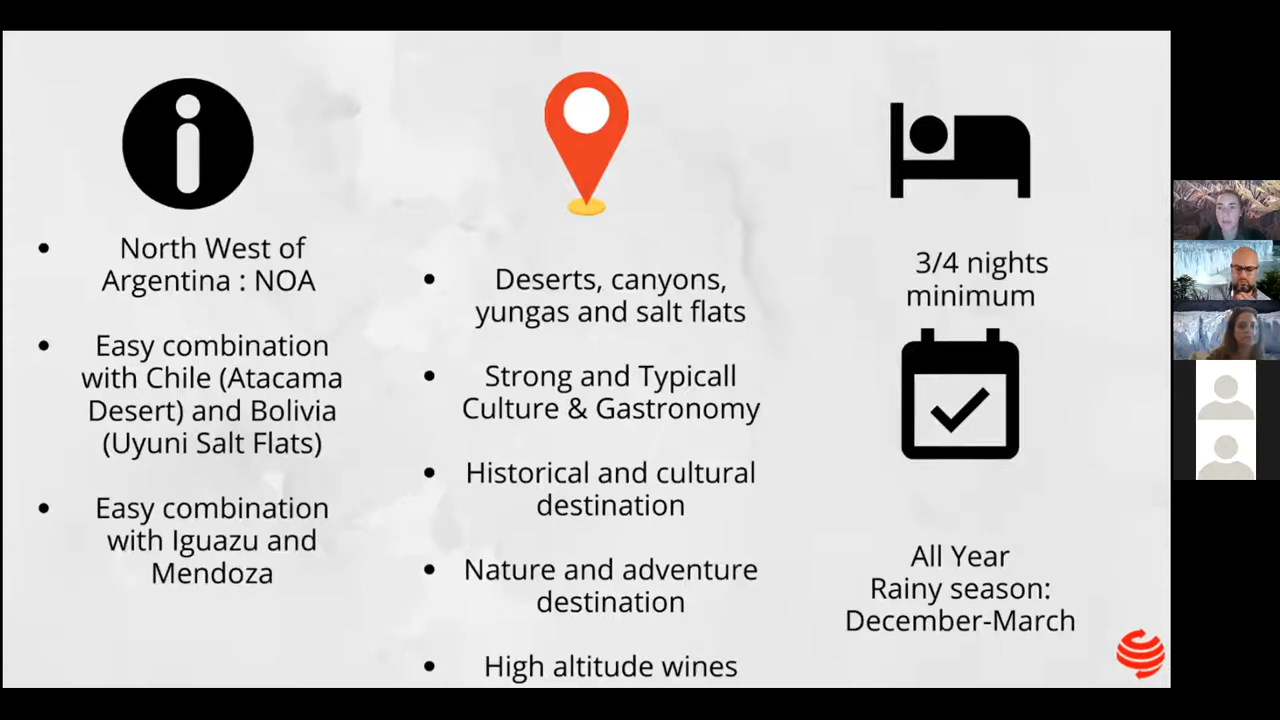 North West of
Argentina : NOA
Easy combination
with Chile (Atacama
Desert) and Bolivia
(Uyuni Salt Flats)
Easy combination
with Iguazu and
Mendoza
Deserts, canyons,
yungas and salt flats
Strong and Typicall
Culture & Gastronomy
Historical and cultural
destination
Nature and adventure
destination
High altitude wines
3/4 nights
minimum
All Year
Rainy season:
December-March